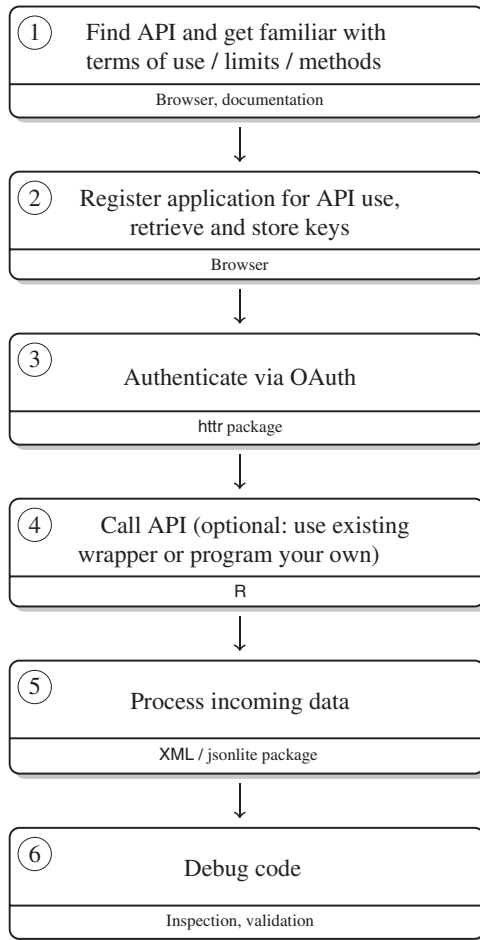 1 Find API and get familiar with
terms of use / limits / methods
Browser, documentation
2 Register application for API use,
retrieve and store keys
Browser
3
Authenticate via OAuth
httr package
4 Call API (optional: use existing
wrapper or program your own)
R
5
Process incoming data
XML / jsonlite package
6
Debug code
Inspection, validation